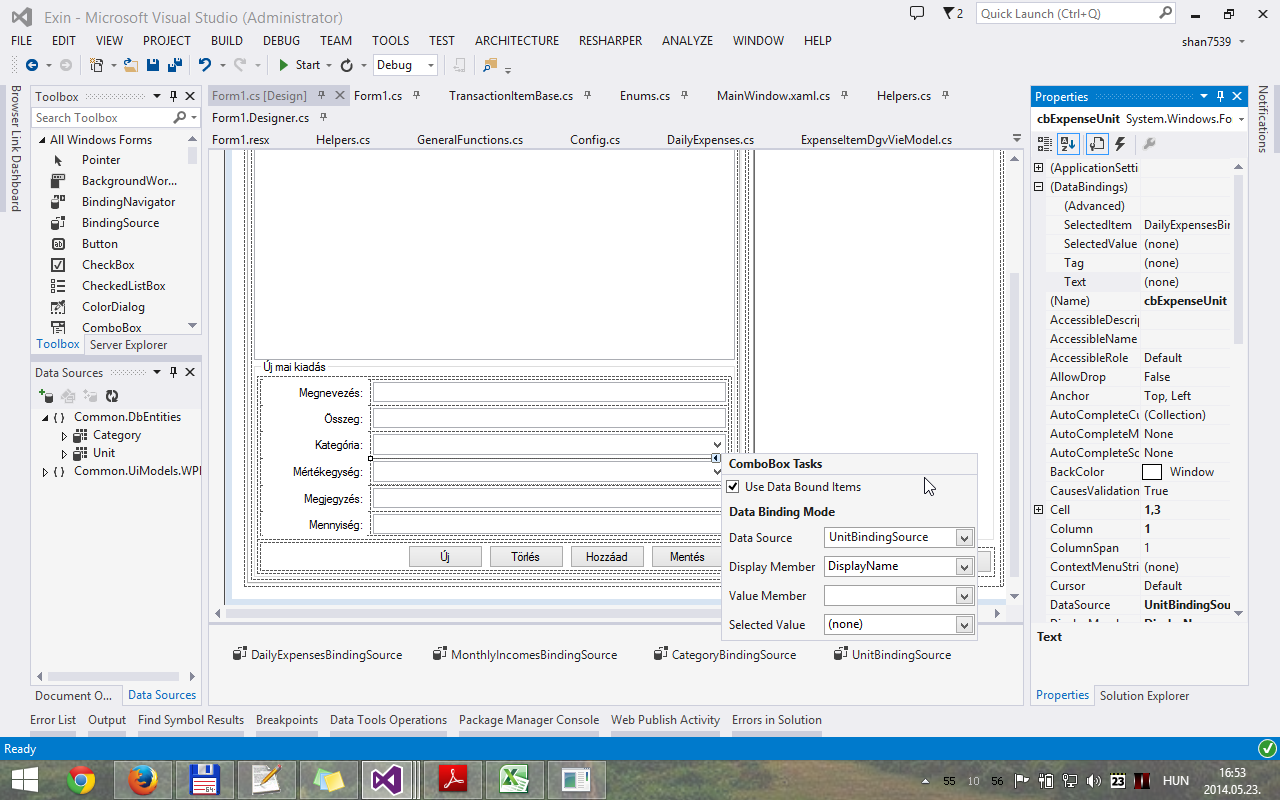 Exin - Microsoft Visual Studio (Administrator)
2
Quick Launch (Ctrl+Q)
FILE EDIT VIEW PROJECT BUILD DEBUG TEAM TOOLS TEST ARCHITECTURE RESHARPER ANALYZE WINDOW HELP
shan7539
Start Debug
Browser Link Dashboard
Toolbox
Search Toolbox
All Windows Forms
Pointer
BackgroundWor...
BindingNavigator
BindingSource
Button
CheckBox
CheckedListBox
ColorDialog
ComboBox
Toolbox Server Explorer
Data Sources
Common.DbEntities
Category
Unit
Common.UiModels.WPI
Document O... Data Sources
Form1.cs [Design] Form1.cs TransactionItemBase.cs Enums.cs MainWindow.xaml.cs Helpers.cs
Form1.Designer.cs
Form1.resx Helpers.cs GeneralFunctions.cs Config.cs DailyExpenses.cs ExpenseItemDgvVieModel.cs
Új mai kiadás
Megnevezés:
Összeg:
Kategória:
Mértékegység:
Megjegyzés:
Mennyiség:
Új Törlés Hozzáad Mentés
ComboBox Tasks
Use Data Bound Items
Data Binding Mode
Data Source UnitBindingSource
Display Member DisplayName
Value Member
Selected Value (none)
DailyExpensesBindingSource MonthlyIncomesBindingSource CategoryBindingSource UnitBindingSource
Properties
cbExpenseUnit System.Windows.Fo
(ApplicationSetti
(DataBindings)
(Advanced)
SelectedItem DailyExpensesBin
SelectedValue (none)
Tag (none)
Text (none)
(Name) cbExpenseUnit
AccessibleDescrip
AccessibleName
AccessibleRole Default
AllowDrop False
Anchor Top, Left
AutoCompleteCu (Collection)
AutoCompleteM None
AutoCompleteSc None
BackColor Window
CausesValidation True
Cell 1,3
Column 1
ColumnSpan 1
ContextMenuStri (none)
Cursor Default
DataSource UnitBindingSou
Text
Properties Solution Explorer
Notifications
Error List Output Find Symbol Results Breakpoints Data Tools Operations Package Manager Console Web Publish Activity Errors in Solution
Ready
64
55 10 56 23 HUN
16:53
2014.05.23.